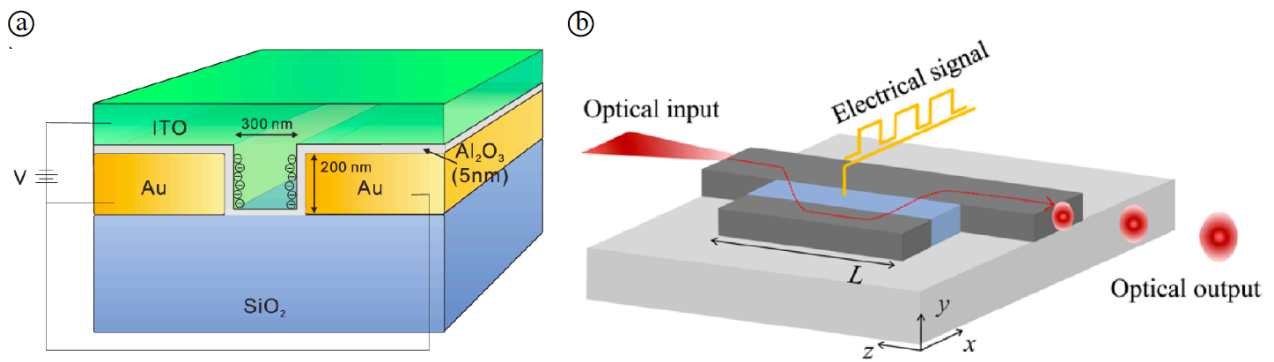 a
ITO
300 nm
Al₂O₃
(5nm)
200 nm
Au
Au
V
SiO₂
b
Optical input
Electrical signal
L
Optical output
y
z
x